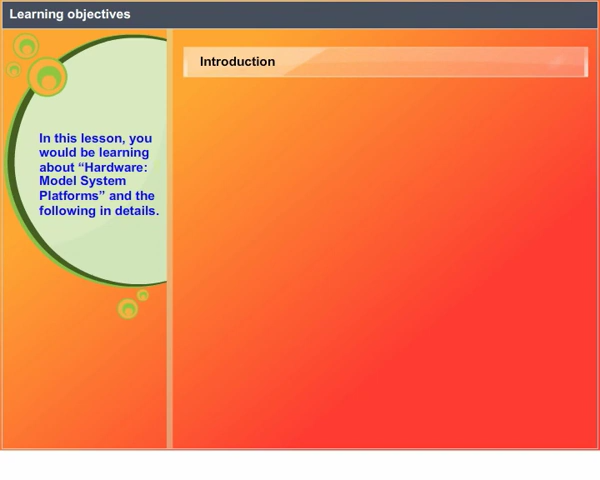 Learning objectives
Introduction
In this lesson, you
would be learning
about “Hardware:
Model System
Platforms” and the
following in details.